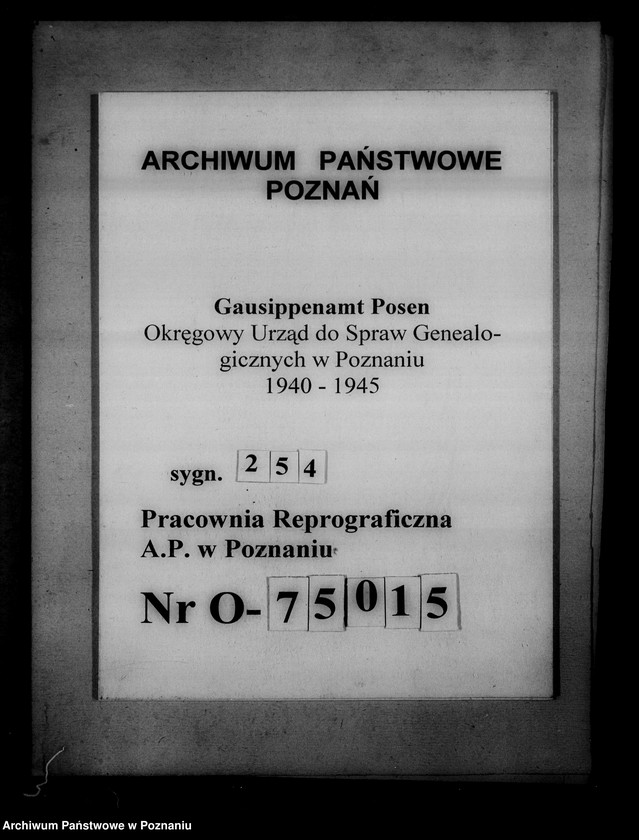 ARCHIWUM PAŃSTWOWE
POZNAŃ
Gausippenamt Posen
Okręgowy Urząd do Spraw Genealo-
gicznych w Poznaniu
1940 - 1945
sygn. 254
Pracownia Reprograficzna
A.P. w Poznaniu
Nr O-75015
Archiwum Państwowe w Poznaniu